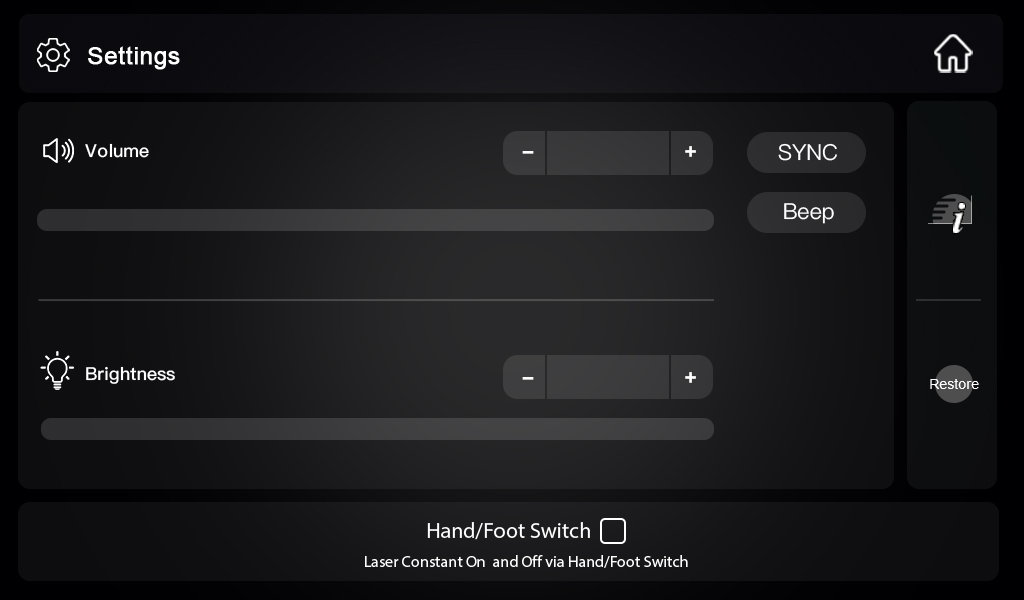 Settings
Volume
- +
SYNC
Beep
i
Brightness
- +
Restore
Hand/Foot Switch
Laser Constant On and Off via Hand/Foot Switch